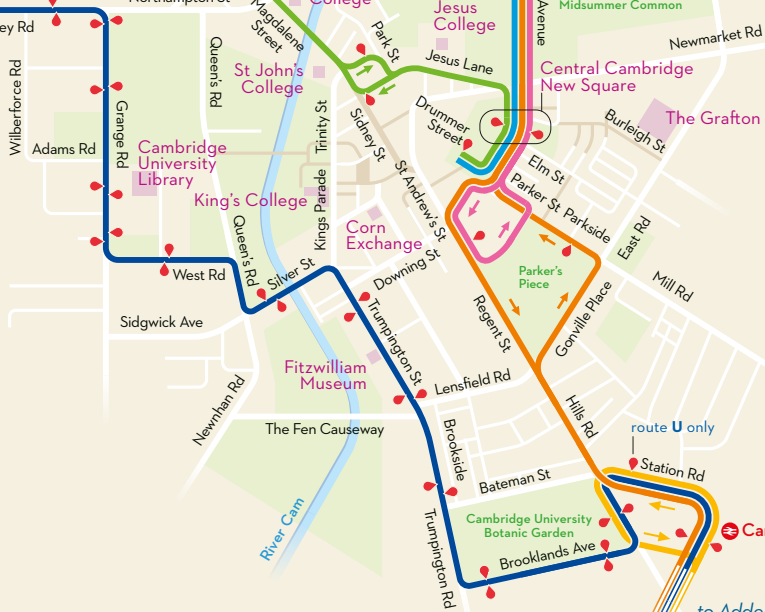 Northampton St
College
Midsummer Common
ey Rd
Magdalene
Street
Park St
Jesus
College
Avenue
Newmarket Rd
Jesus Lane
Queen's Rd
St John's
College
Central Cambridge
New Square
Wilberforce Rd
Grange Rd
Trinity St
Sidney St
Drummer
Street
Burleigh St
The Grafton
Adams Rd
Cambridge
University
Library
Elm St
St Andrew's St
Parker St
Parkside
King's College
Kings Parade
Corn
Exchange
Queen's Rd
East Rd
West Rd
Silver St
Downing St
Parker's
Piece
Mill Rd
Sidgwick Ave
Trumpington St
Regent St
Gonville Place
Fitzwilliam
Museum
Lensfield Rd
Newnhan Rd
The Fen Causeway
Brookside
Hills Rd
route U only
Bateman St
Station Rd
River Cam
Trumpington Rd
Cambridge University
Botanic Garden
Brooklands Ave
Ca
to Adde